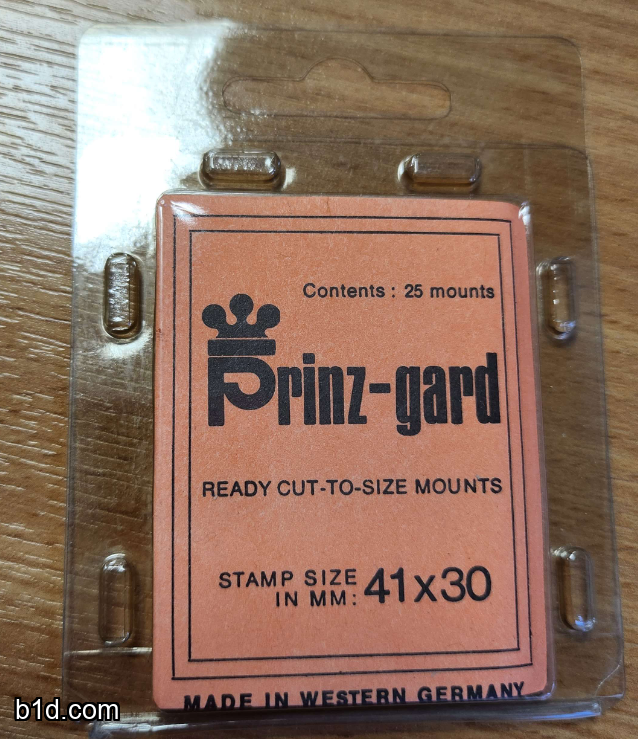 Contents : 25 mounts
Prinz-gard
READY CUT-TO-SIZE MOUNTS
STAMP SIZE
IN MM: 41x30
MADE IN WESTERN GERMANY
b1d.com